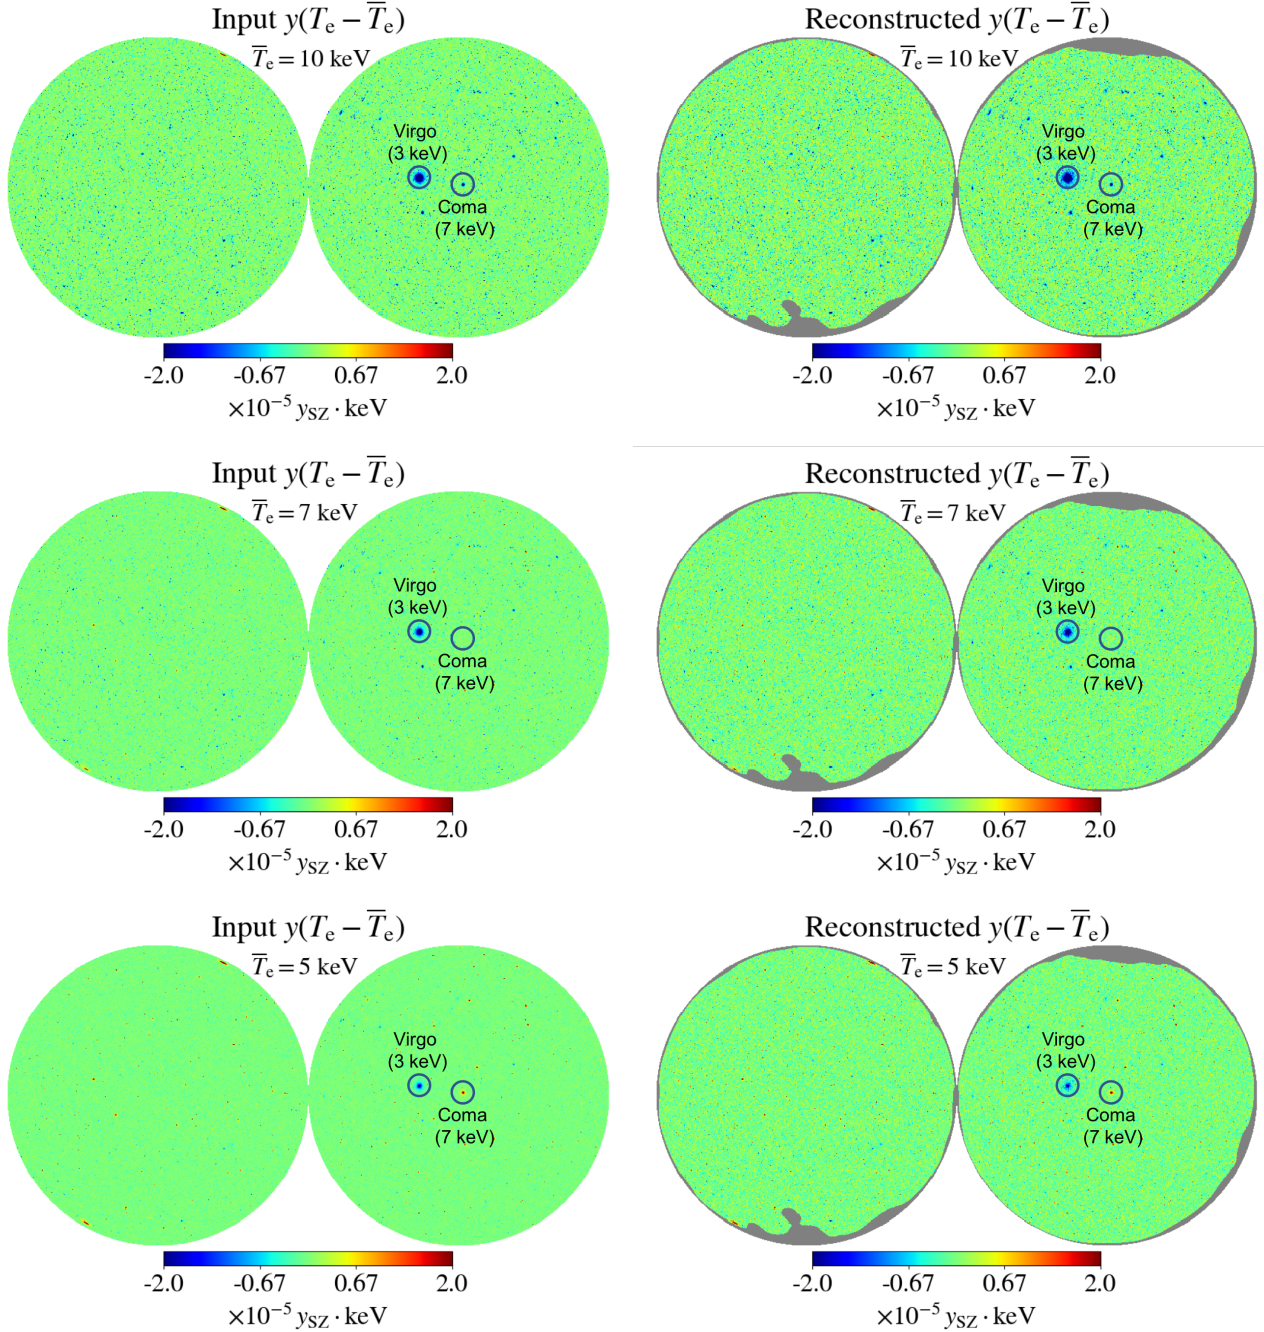 Input y(Tₑ − T̅ₑ)
T̅ₑ = 10 keV
Virgo
(3 keV)
Coma
(7 keV)
-2.0 -0.67 0.67 2.0
×10⁻⁵ y_SZ · keV
Reconstructed y(Tₑ − T̅ₑ)
T̅ₑ = 10 keV
Virgo
(3 keV)
Coma
(7 keV)
-2.0 -0.67 0.67 2.0
×10⁻⁵ y_SZ · keV
Input y(Tₑ − T̅ₑ)
T̅ₑ = 7 keV
Virgo
(3 keV)
Coma
(7 keV)
-2.0 -0.67 0.67 2.0
×10⁻⁵ y_SZ · keV
Reconstructed y(Tₑ − T̅ₑ)
T̅ₑ = 7 keV
Virgo
(3 keV)
Coma
(7 keV)
-2.0 -0.67 0.67 2.0
×10⁻⁵ y_SZ · keV
Input y(Tₑ − T̅ₑ)
T̅ₑ = 5 keV
Virgo
(3 keV)
Coma
(7 keV)
-2.0 -0.67 0.67 2.0
×10⁻⁵ y_SZ · keV
Reconstructed y(Tₑ − T̅ₑ)
T̅ₑ = 5 keV
Virgo
(3 keV)
Coma
(7 keV)
-2.0 -0.67 0.67 2.0
×10⁻⁵ y_SZ · keV